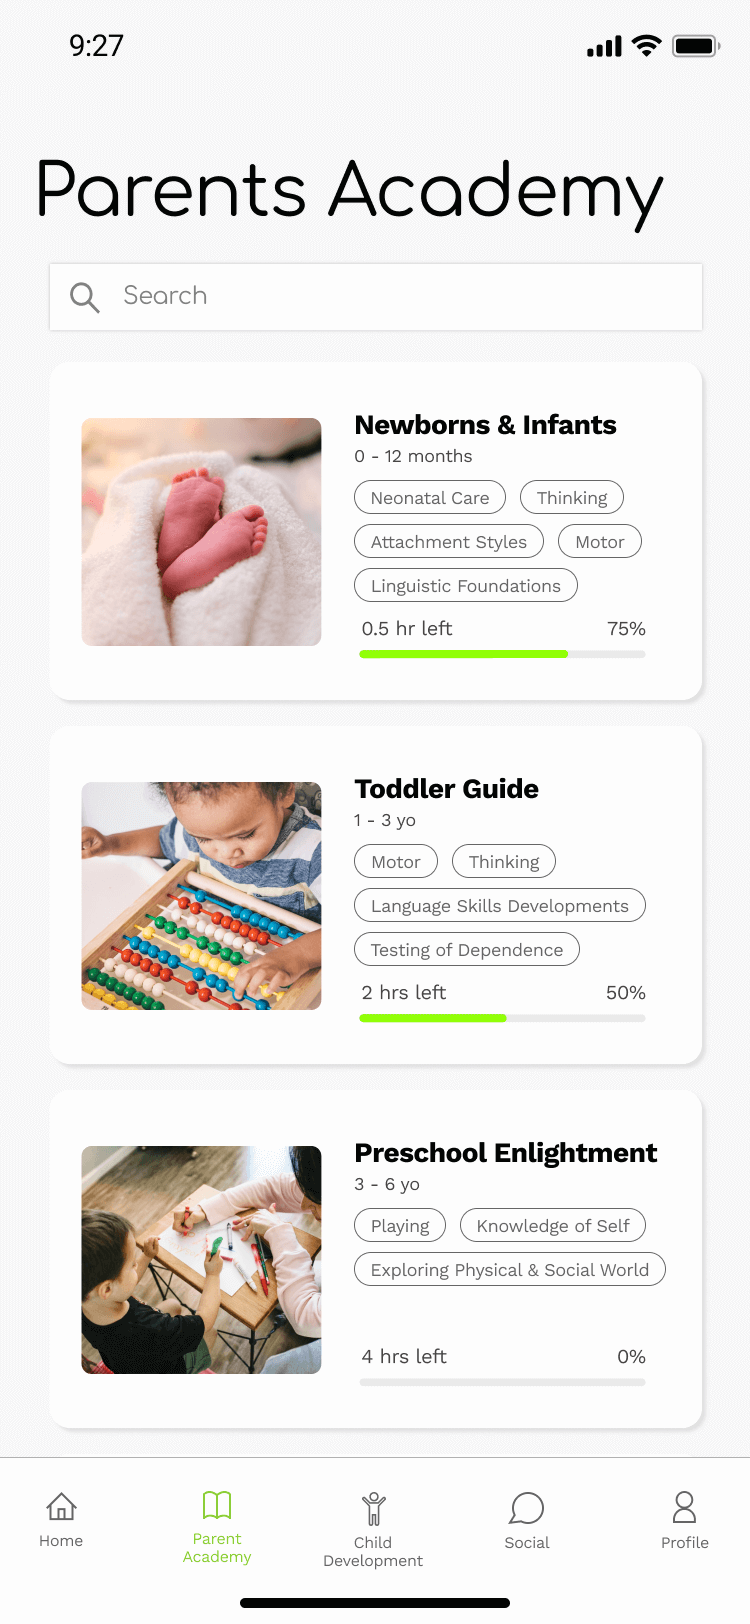 9:27
Parents Academy
Search
Newborns & Infants
0 - 12 months
Neonatal Care Thinking
Attachment Styles Motor
Linguistic Foundations
0.5 hr left 75%
Toddler Guide
1 - 3 yo
Motor Thinking
Language Skills Developments
Testing of Dependence
2 hrs left 50%
Preschool Enlightment
3 - 6 yo
Playing Knowledge of Self
Exploring Physical & Social World
4 hrs left 0%
Home Parent Child Social Profile
Academy Development